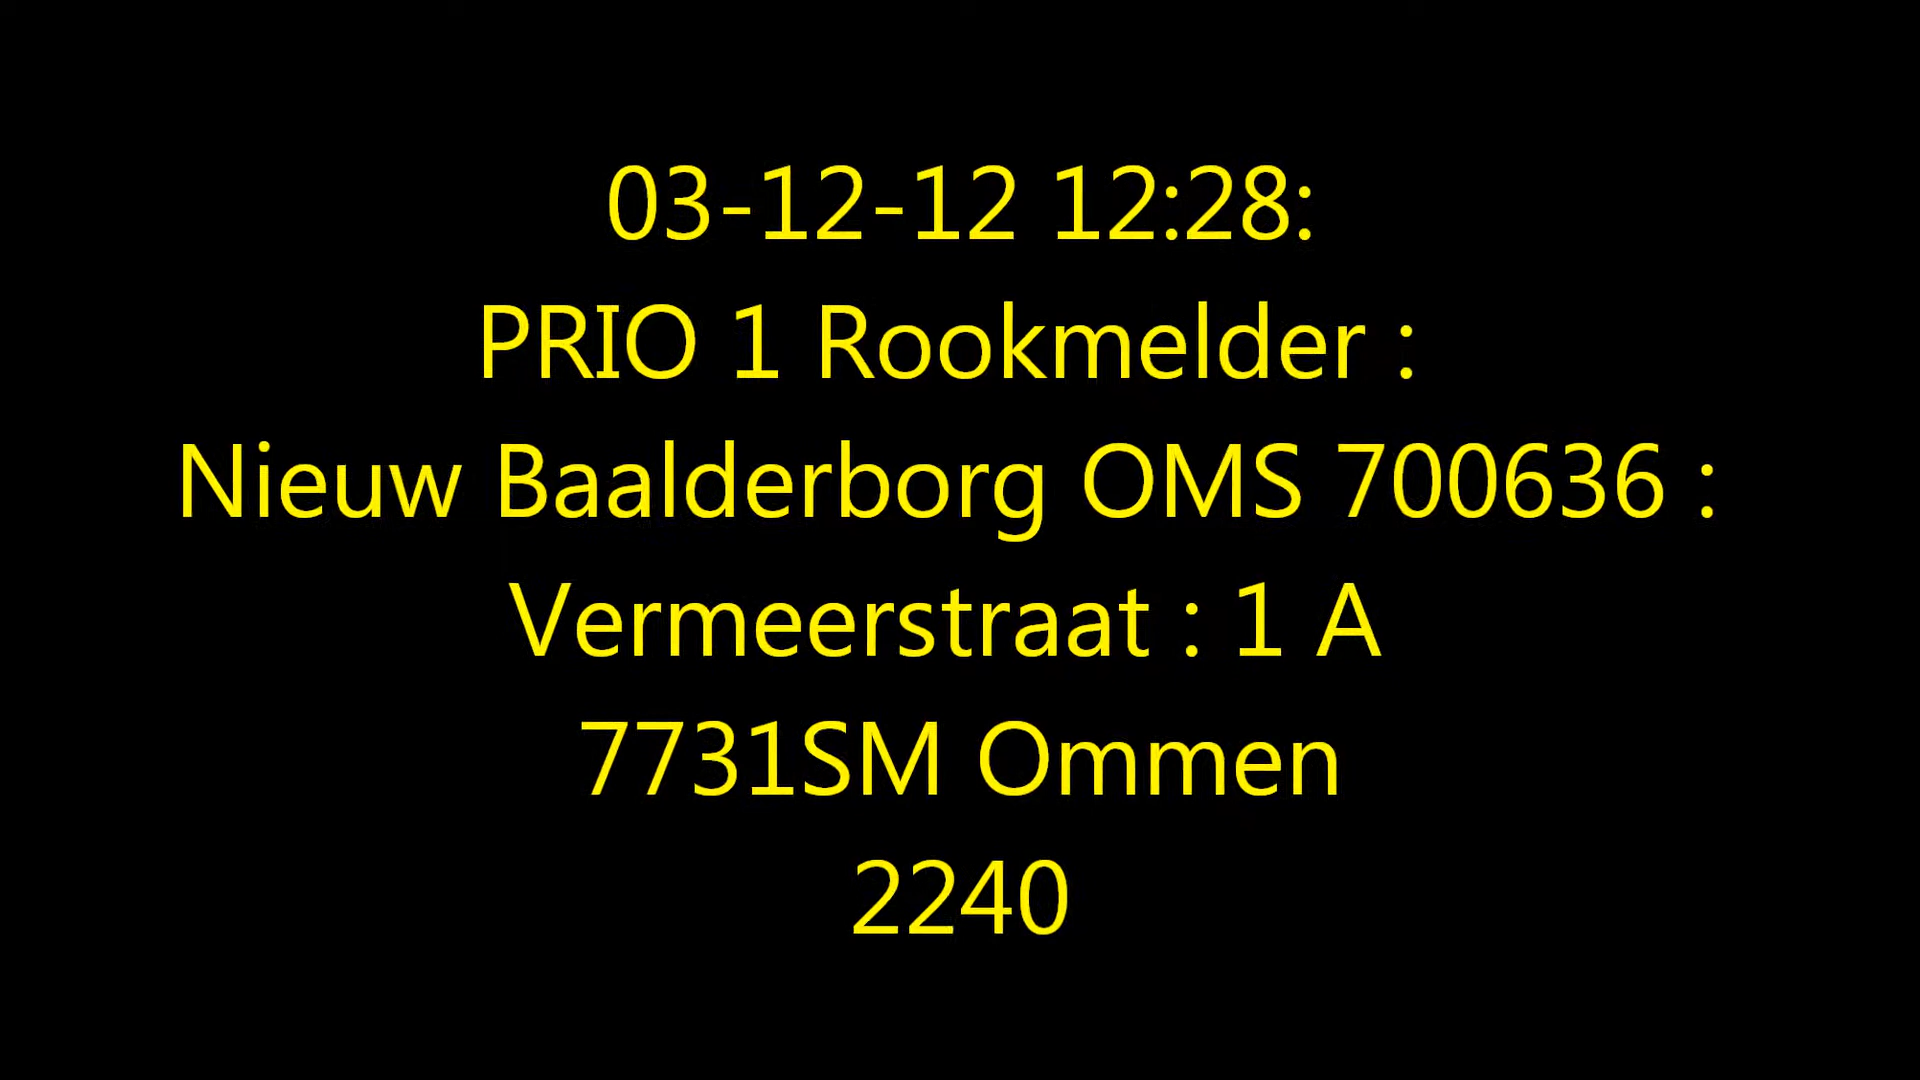 03-12-12 12:28:
PRIO 1 Rookmelder :
Nieuw Baalderborg OMS 700636 :
Vermeerstraat : 1 A
7731SM Ommen
2240